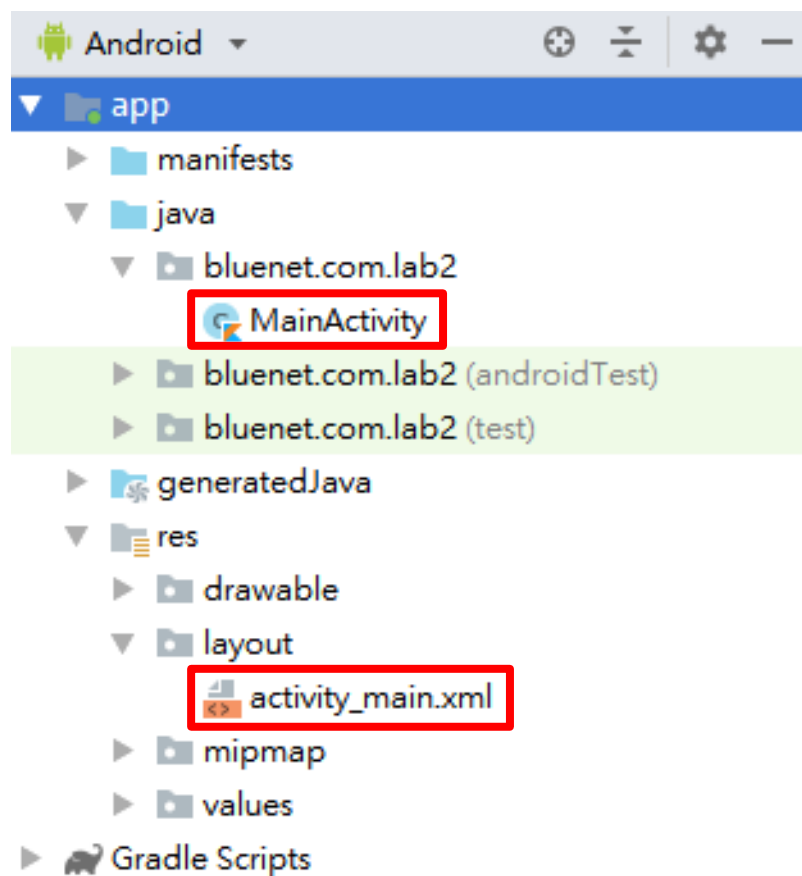 Android
app
manifests
java
bluenet.com.lab2
MainActivity
bluenet.com.lab2 (androidTest)
bluenet.com.lab2 (test)
generatedJava
res
drawable
layout
activity_main.xml
mipmap
values
Gradle Scripts